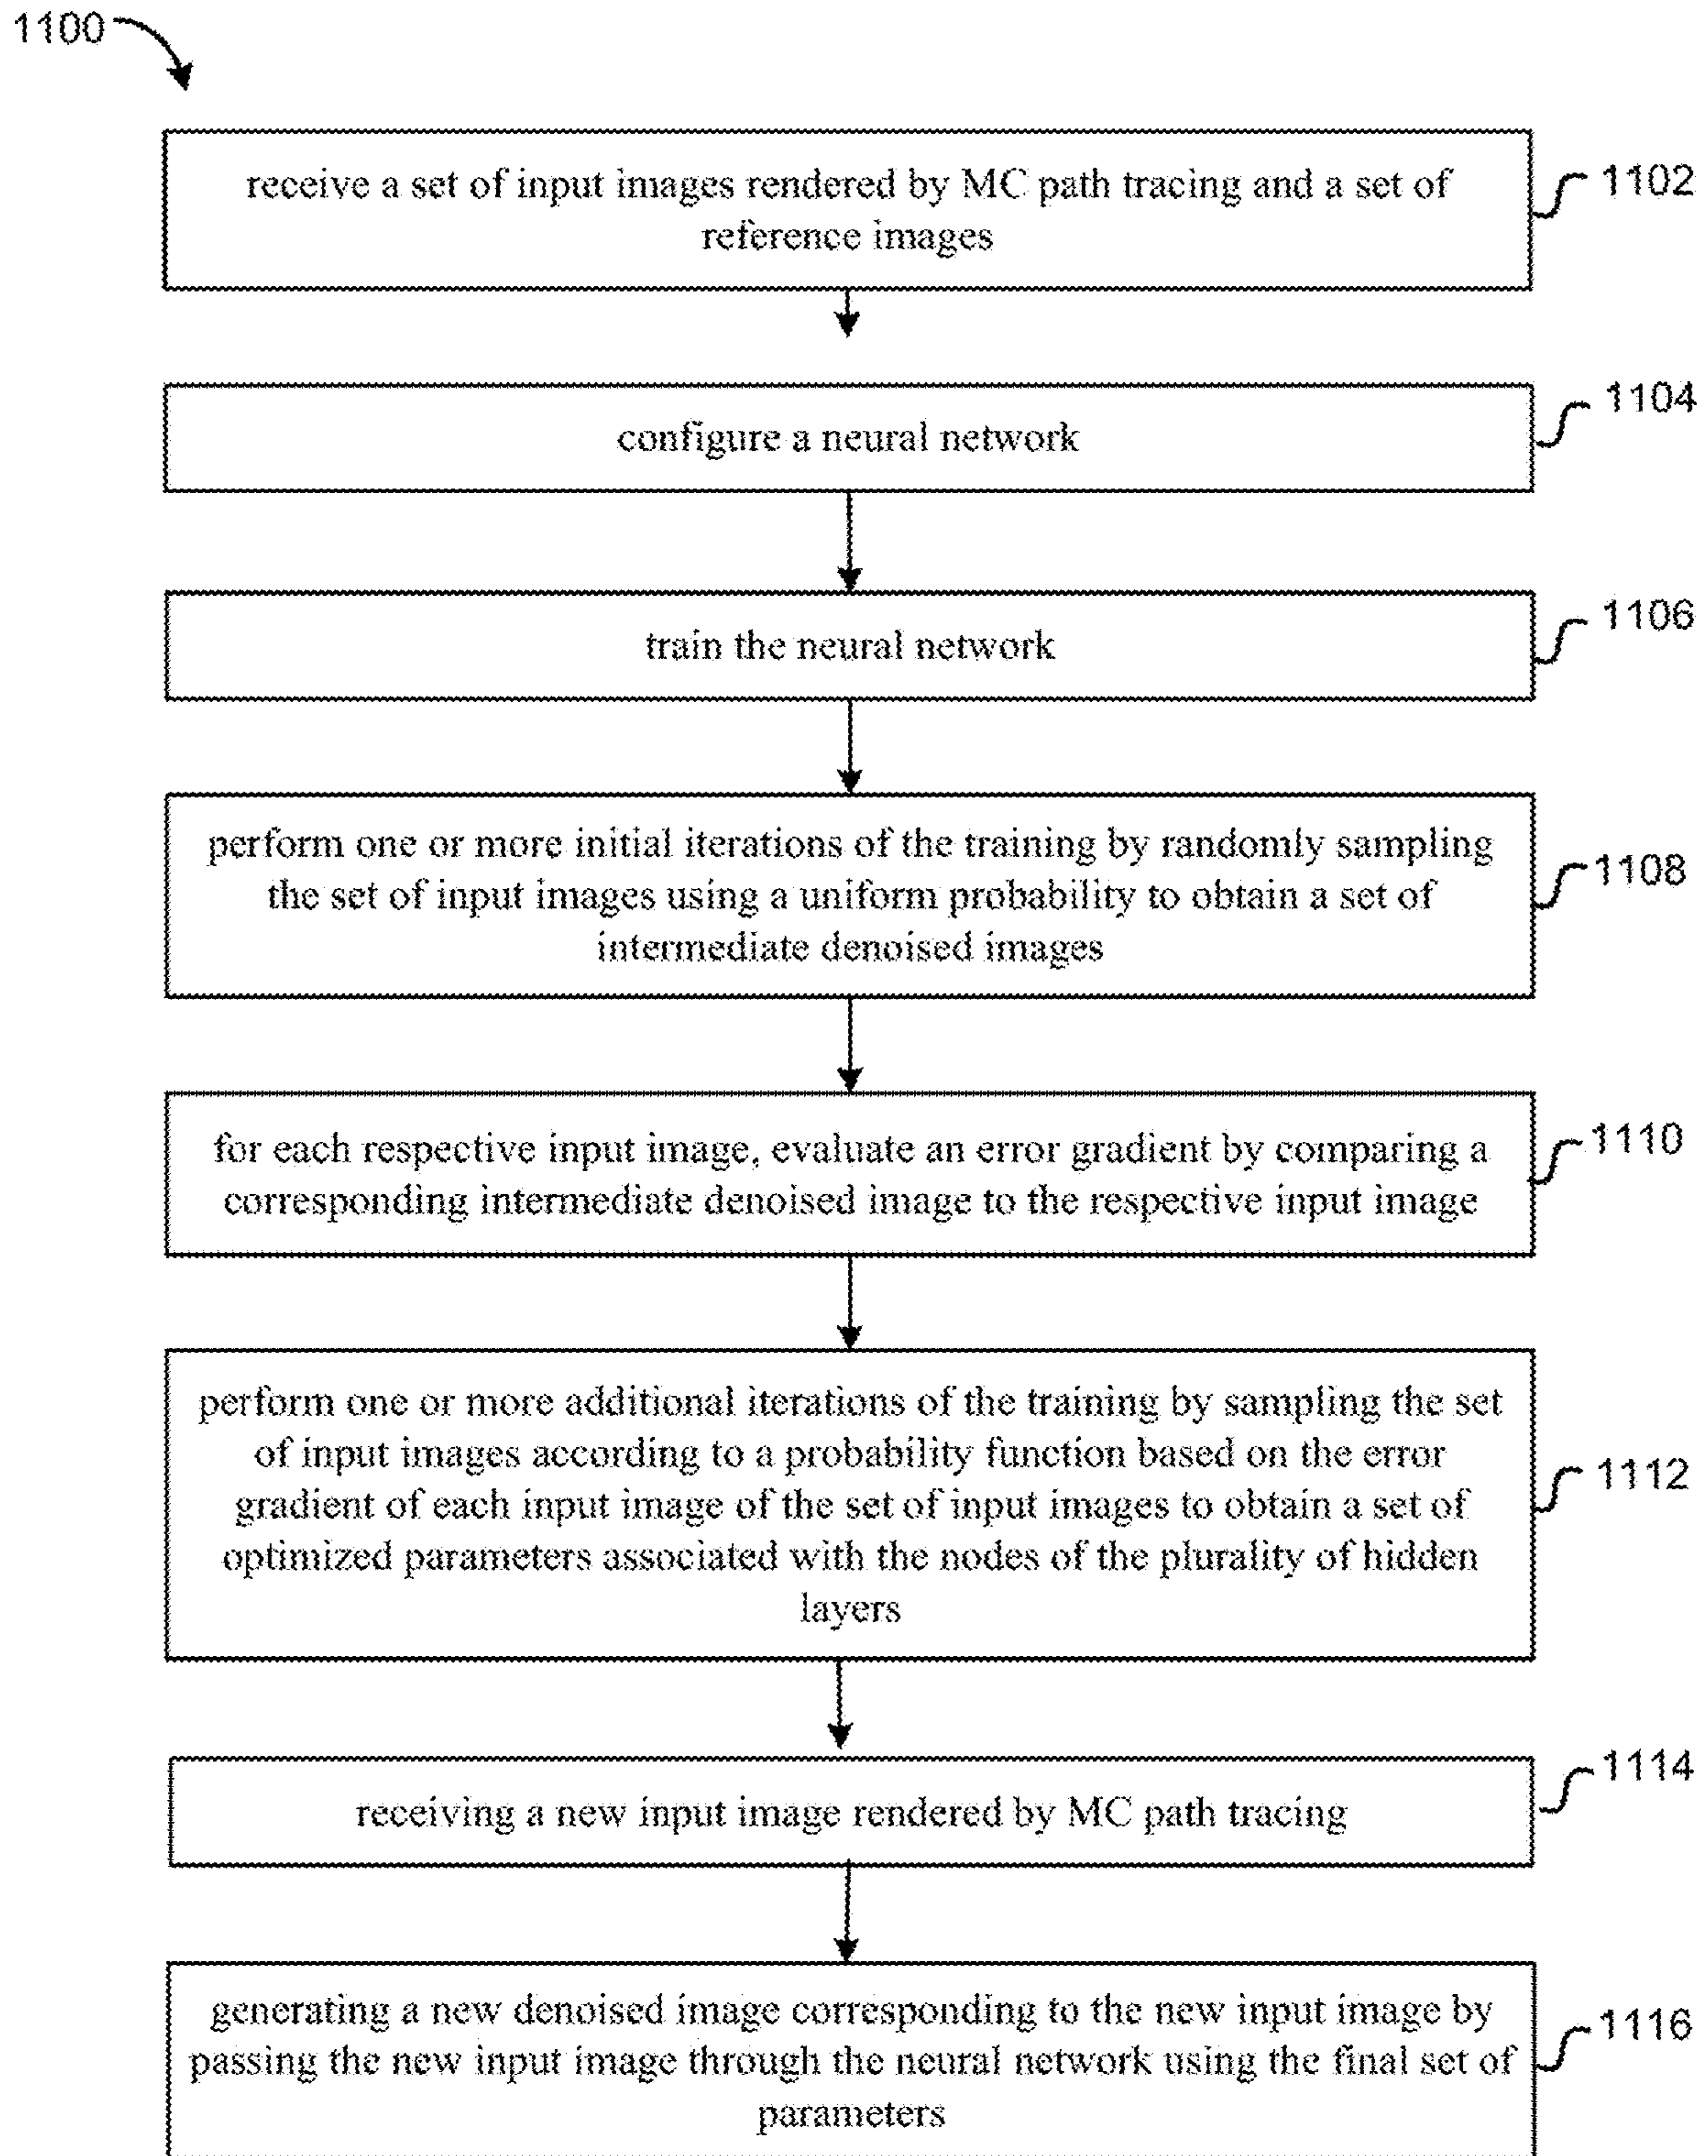 1100
receive a set of input images rendered by MC path tracing and a set of
reference images
1102
configure a neural network
1104
train the neural network
1106
perform one or more initial iterations of the training by randomly sampling
the set of input images using a uniform probability to obtain a set of
intermediate denoised images
1108
for each respective input image, evaluate an error gradient by comparing a
corresponding intermediate denoised image to the respective input image
1110
perform one or more additional iterations of the training by sampling the set
of input images according to a probability function based on the error
gradient of each input image of the set of input images to obtain a set of
optimized parameters associated with the nodes of the plurality of hidden
layers
1112
receiving a new input image rendered by MC path tracing
1114
generating a new denoised image corresponding to the new input image by
passing the new input image through the neural network using the final set of
parameters
1116